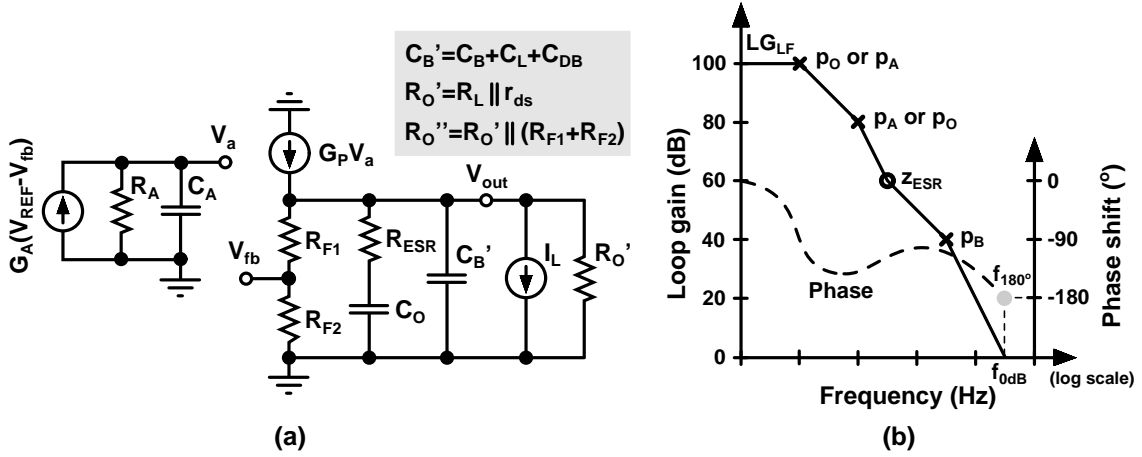 C_B'=C_B+C_L+C_DB
R_O'=R_L || r_ds
R_O''=R_O' || (R_F1+R_F2)
G_A(V_REF-V_fb)
R_A
C_A
V_a
G_PV_a
V_out
V_fb
R_F1
R_F2
R_ESR
C_O
C_B'
I_L
R_O'
(a)
Loop gain (dB)
100
80
60
40
20
0
LG_LF
p_O or p_A
p_A or p_O
z_ESR
p_B
Phase
f_180º
f_0dB
0
-90
-180
Phase shift (º)
Frequency (Hz)
(log scale)
(b)